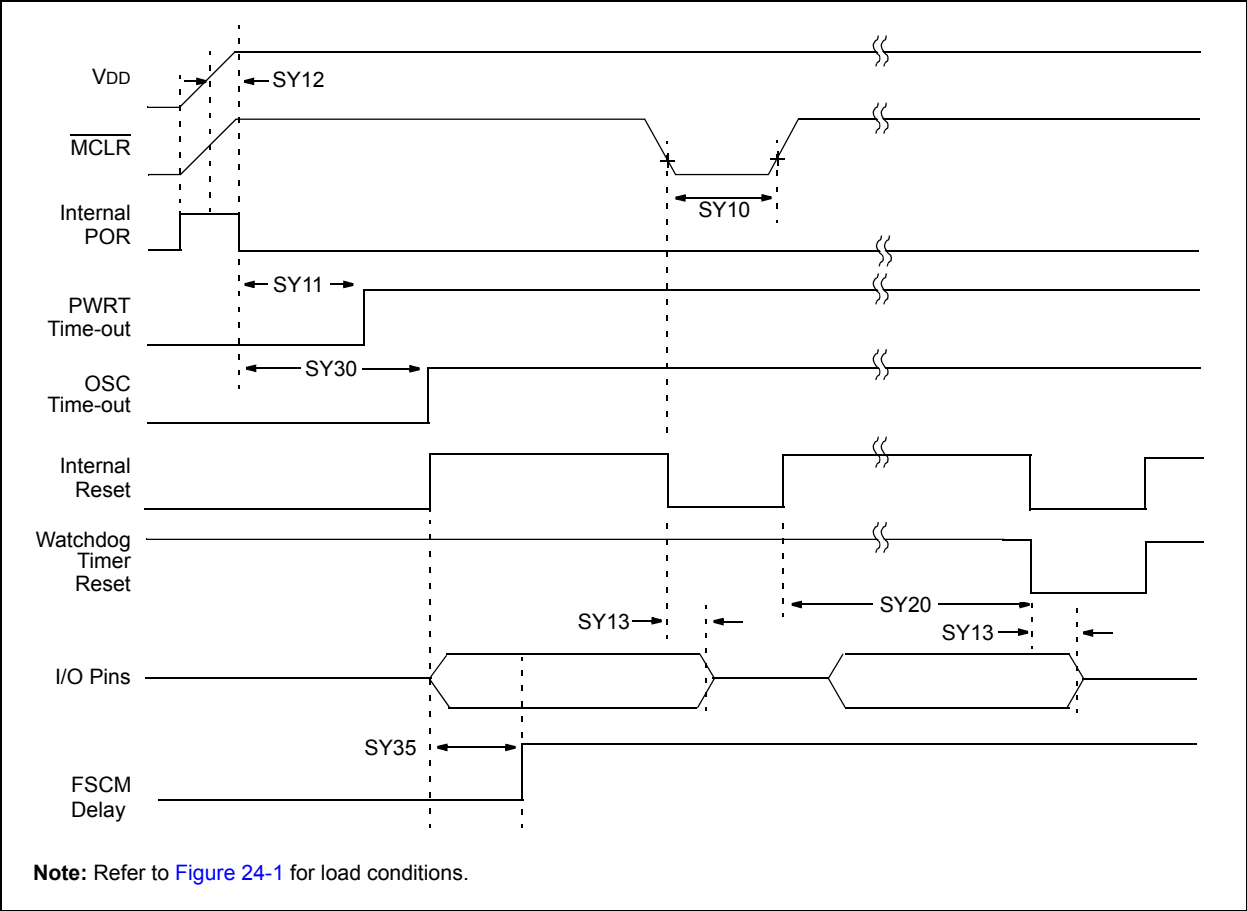 VDD
SY12
MCLR
SY10
Internal
POR
SY11
PWRT
Time-out
SY30
OSC
Time-out
Internal
Reset
Watchdog
Timer
Reset
SY20
SY13
SY13
I/O Pins
SY35
FSCM
Delay
Note: Refer to Figure 24-1 for load conditions.